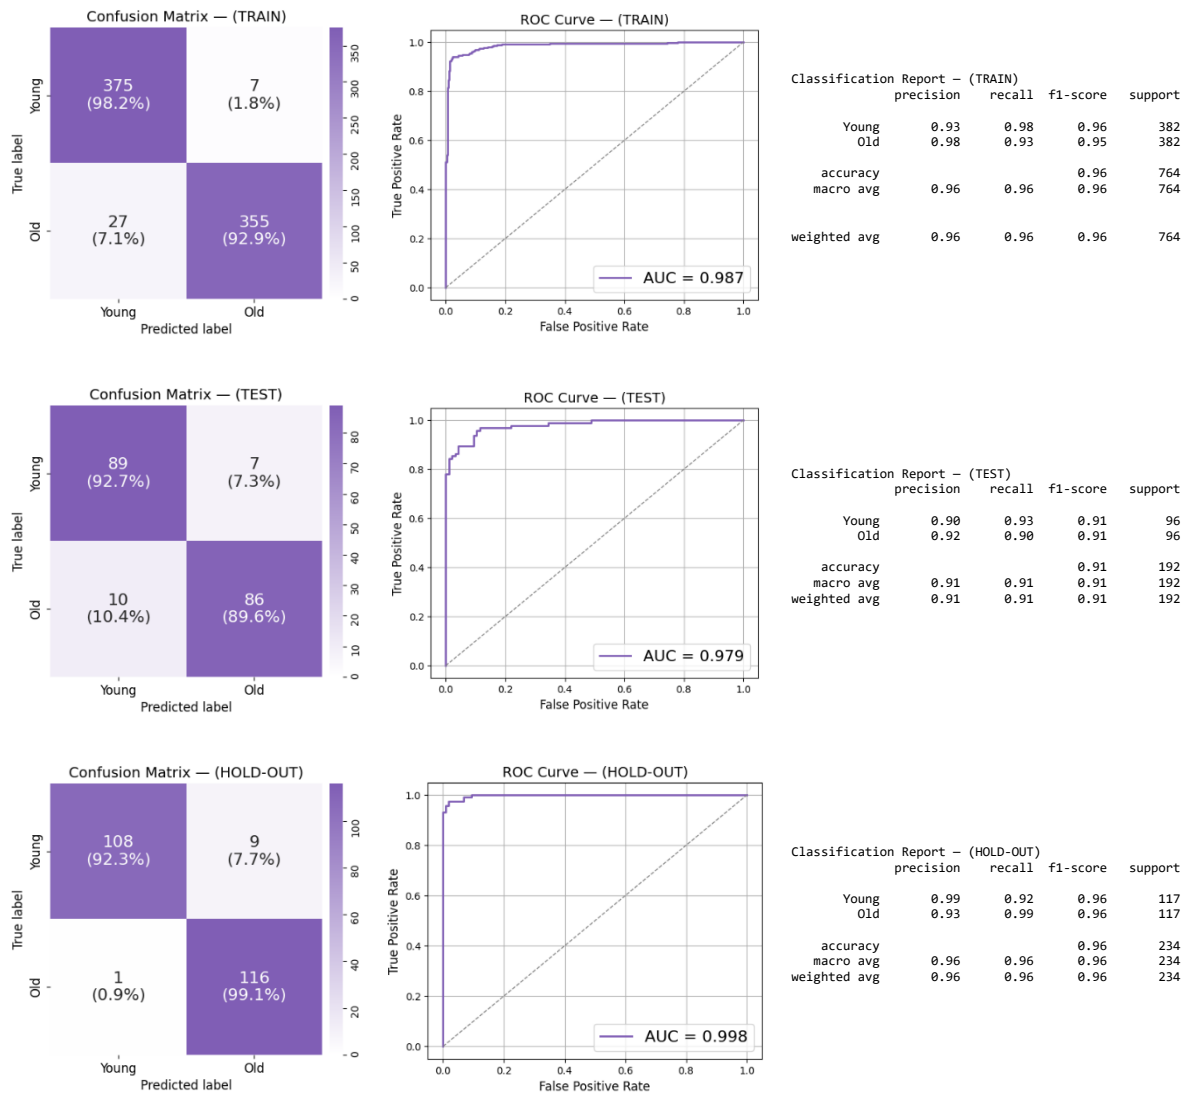 Confusion Matrix — (TRAIN)
True label
Young
Old
375
(98.2%)
7
(1.8%)
27
(7.1%)
355
(92.9%)
Young Old
Predicted label
350
300
250
200
150
100
50
0
ROC Curve — (TRAIN)
True Positive Rate
1.0
0.8
0.6
0.4
0.2
0.0
AUC = 0.987
0.0 0.2 0.4 0.6 0.8 1.0
False Positive Rate
Classification Report — (TRAIN)
precision recall f1-score support
Young 0.93 0.98 0.96 382
Old 0.98 0.93 0.95 382
accuracy 0.96 764
macro avg 0.96 0.96 0.96 764
weighted avg 0.96 0.96 0.96 764
Confusion Matrix — (TEST)
True label
Young
Old
89
(92.7%)
7
(7.3%)
10
(10.4%)
86
(89.6%)
Young Old
Predicted label
80
70
60
50
40
30
20
10
0
ROC Curve — (TEST)
True Positive Rate
1.0
0.8
0.6
0.4
0.2
0.0
AUC = 0.979
0.0 0.2 0.4 0.6 0.8 1.0
False Positive Rate
Classification Report — (TEST)
precision recall f1-score support
Young 0.90 0.93 0.91 96
Old 0.92 0.90 0.91 96
accuracy 0.91 192
macro avg 0.91 0.91 0.91 192
weighted avg 0.91 0.91 0.91 192
Confusion Matrix — (HOLD-OUT)
True label
Young
Old
108
(92.3%)
9
(7.7%)
1
(0.9%)
116
(99.1%)
Young Old
Predicted label
100
80
60
40
20
0
ROC Curve — (HOLD-OUT)
True Positive Rate
1.0
0.8
0.6
0.4
0.2
0.0
AUC = 0.998
0.0 0.2 0.4 0.6 0.8 1.0
False Positive Rate
Classification Report — (HOLD-OUT)
precision recall f1-score support
Young 0.99 0.92 0.96 117
Old 0.93 0.99 0.96 117
accuracy 0.96 234
macro avg 0.96 0.96 0.96 234
weighted avg 0.96 0.96 0.96 234